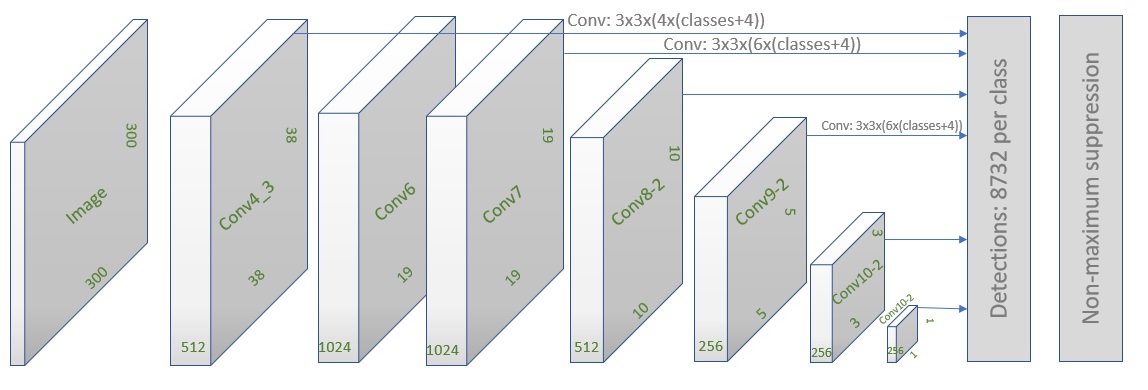 Conv: 3x3x(4x(classes+4))
Conv: 3x3x(6x(classes+4))
Conv: 3x3x(6x(classes+4))
300
Image
300
38
Conv4_3
38
512
Conv6
19
1024
19
Conv7
19
1024
10
Conv8-2
10
512
Conv9-2
5
5
256
3
Conv10-2
3
256
Conv10-2
1
256
1
Detections: 8732 per class
Non-maximum suppression